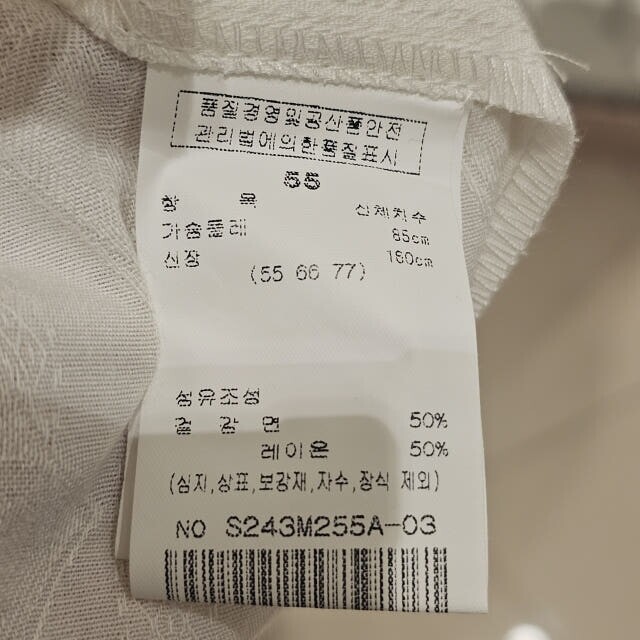 품질경영및공산품안전
관리법에의한품질표시
55
항 목 신체치수
가슴둘레 85cm
신장 160cm
(55 66 77)
섬유조성
겉 감 면 50%
레이온 50%
(심지,상표,보강재,자수,장식 제외)
NO S243M255A-03